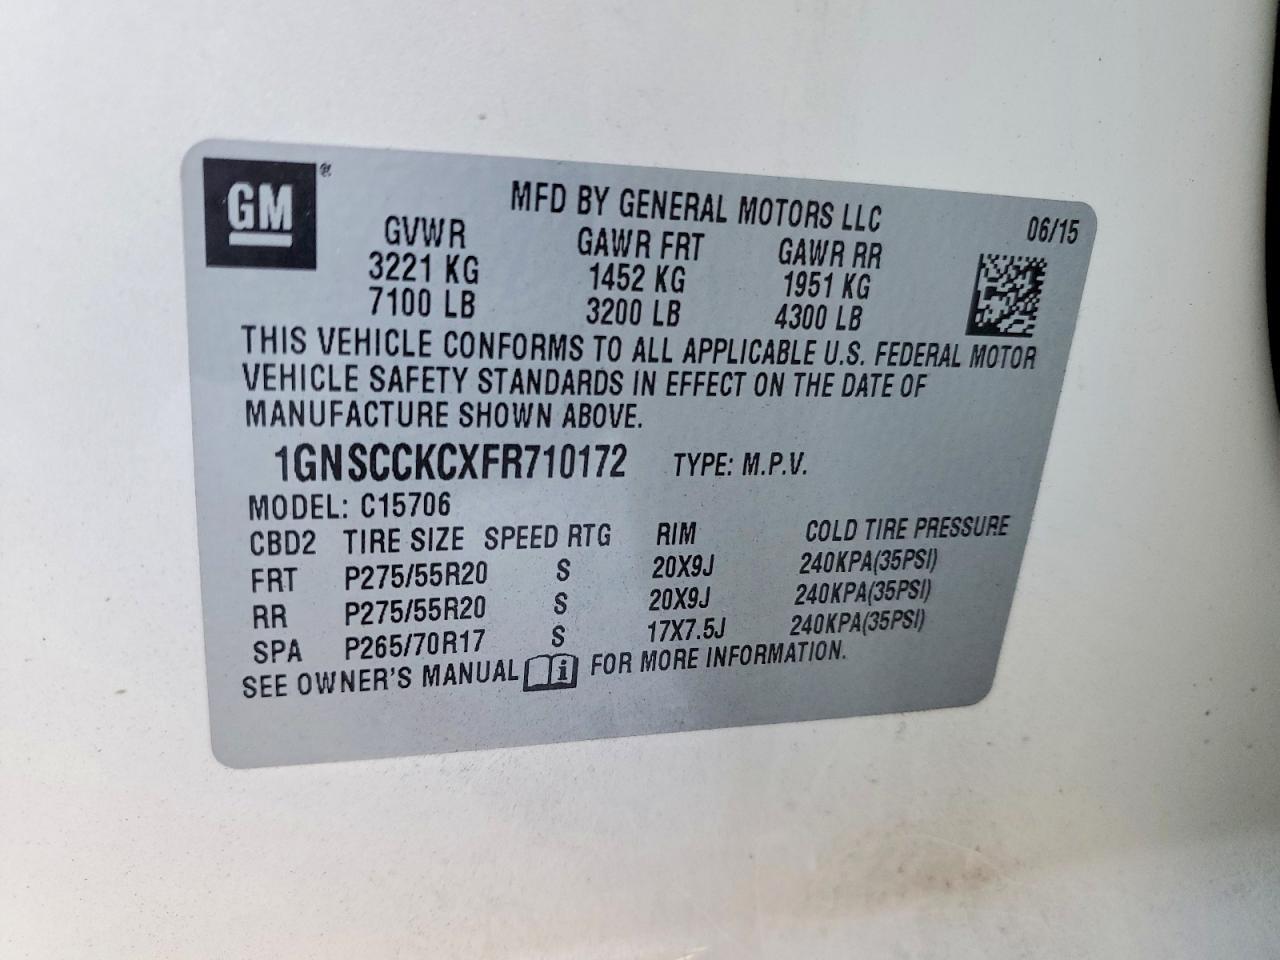 GM®
MFD BY GENERAL MOTORS LLC 06/15
GVWR GAWR FRT GAWR RR
3221 KG 1452 KG 1951 KG
7100 LB 3200 LB 4300 LB
THIS VEHICLE CONFORMS TO ALL APPLICABLE U.S. FEDERAL MOTOR
VEHICLE SAFETY STANDARDS IN EFFECT ON THE DATE OF
MANUFACTURE SHOWN ABOVE.
1GNSCCKCXFR710172 TYPE: M.P.V.
MODEL: C15706
CBD2 TIRE SIZE SPEED RTG RIM COLD TIRE PRESSURE
FRT P275/55R20 S 20X9J 240KPA(35PSI)
RR P275/55R20 S 20X9J 240KPA(35PSI)
SPA P265/70R17 S 17X7.5J 240KPA(35PSI)
SEE OWNER'S MANUAL i FOR MORE INFORMATION.